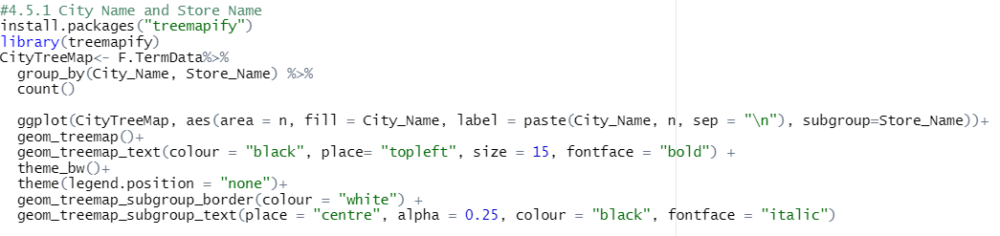 #4.5.1 City Name and Store Name
install.packages("treemapify")
library(treemapify)
CityTreeMap<- F.TermData%>%
  group_by(City_Name, Store_Name) %>%
  count()

  ggplot(CityTreeMap, aes(area = n, fill = City_Name, label = paste(City_Name, n, sep = "\n"), subgroup=Store_Name))+
  geom_treemap()+
  geom_treemap_text(colour = "black", place= "topleft", size = 15, fontface = "bold") +
  theme_bw()+
  theme(legend.position = "none")+
  geom_treemap_subgroup_border(colour = "white") +
  geom_treemap_subgroup_text(place = "centre", alpha = 0.25, colour = "black", fontface = "italic")